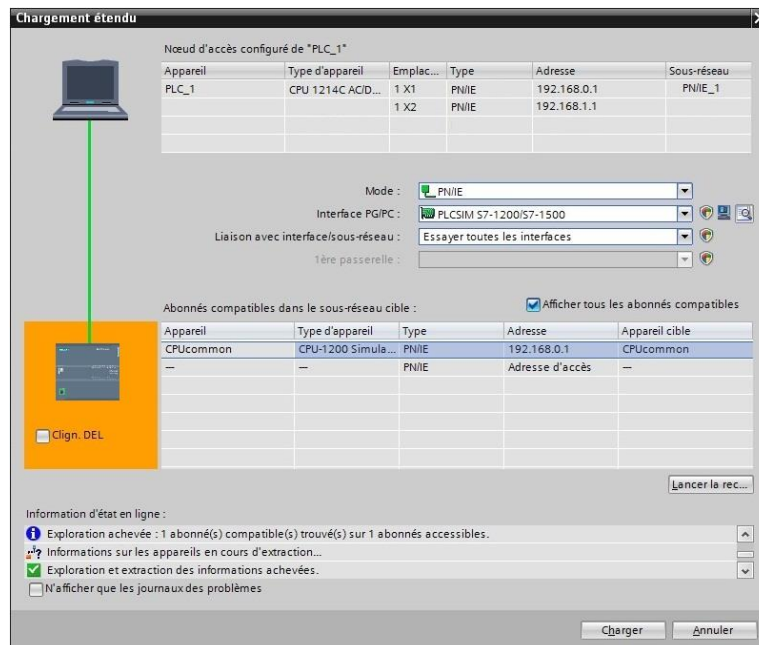 Chargement étendu
Nœud d'accès configuré de "PLC_1"
Appareil Type d'appareil Emplac... Type Adresse Sous-réseau
PLC_1 CPU 1214C AC/D... 1 X1 PN/IE 192.168.0.1 PN/IE_1
1 X2 PN/IE 192.168.1.1
Mode : PN/IE
Interface PG/PC : PLCSIM S7-1200/S7-1500
Liaison avec interface/sous-réseau : Essayer toutes les interfaces
1ère passerelle :
Abonnés compatibles dans le sous-réseau cible : Afficher tous les abonnés compatibles
Appareil Type d'appareil Type Adresse Appareil cible
CPUcommon CPU-1200 Simula... PN/IE 192.168.0.1 CPUcommon
— — PN/IE Adresse d'accès —
Clign. DEL
Lancer la rec...
Information d'état en ligne :
Exploration achevée : 1 abonné(s) compatible(s) trouvé(s) sur 1 abonnés accessibles.
Informations sur les appareils en cours d'extraction...
Exploration et extraction des informations achevées.
N'afficher que les journaux des problèmes
Charger Annuler